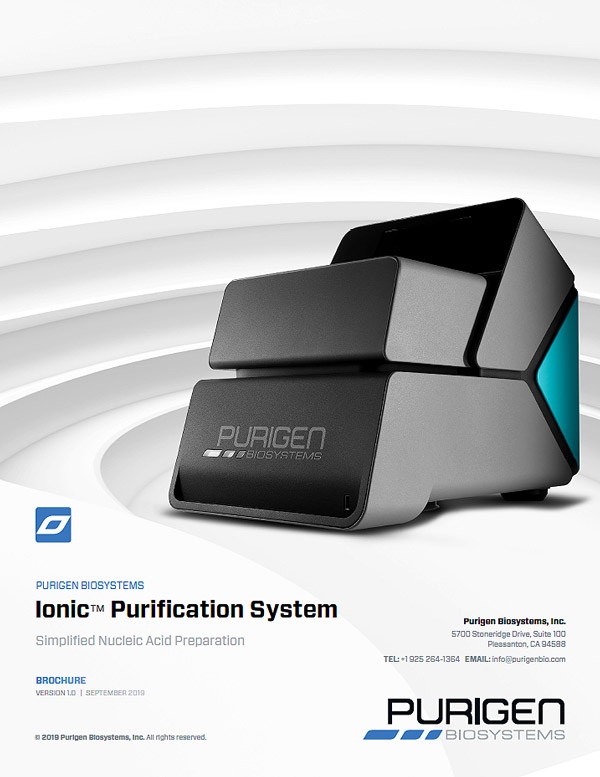 PURIGEN
BIOSYSTEMS
PURIGEN BIOSYSTEMS
Ionic™ Purification System
Simplified Nucleic Acid Preparation
BROCHURE
VERSION 1.0 | SEPTEMBER 2019
© 2019 Purigen Biosystems, Inc. All rights reserved.
Purigen Biosystems, Inc.
5700 Stoneridge Drive, Suite 100
Pleasanton, CA 94588
TEL: +1 925 264-1364 EMAIL: info@purigenbio.com
PURIGEN
BIOSYSTEMS